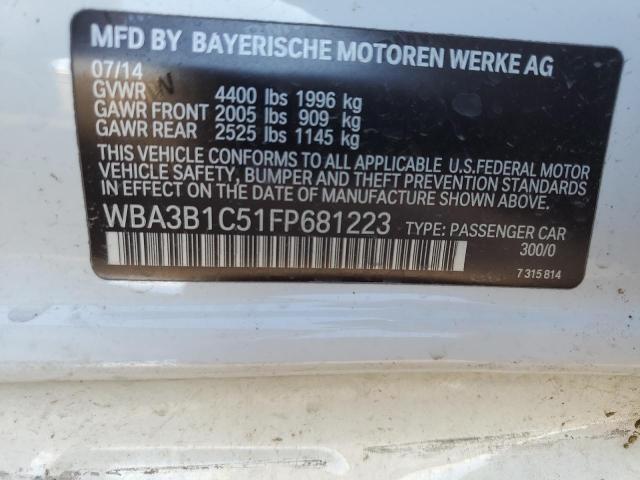 MFD BY BAYERISCHE MOTOREN WERKE AG
07/14
GVWR 4400 lbs 1996 kg
GAWR FRONT 2005 lbs 909 kg
GAWR REAR 2525 lbs 1145 kg
THIS VEHICLE CONFORMS TO ALL APPLICABLE U.S.FEDERAL MOTOR
VEHICLE SAFETY, BUMPER AND THEFT PREVENTION STANDARDS
IN EFFECT ON THE DATE OF MANUFACTURE SHOWN ABOVE.
WBA3B1C51FP681223 TYPE: PASSENGER CAR
300/0
7 315 814